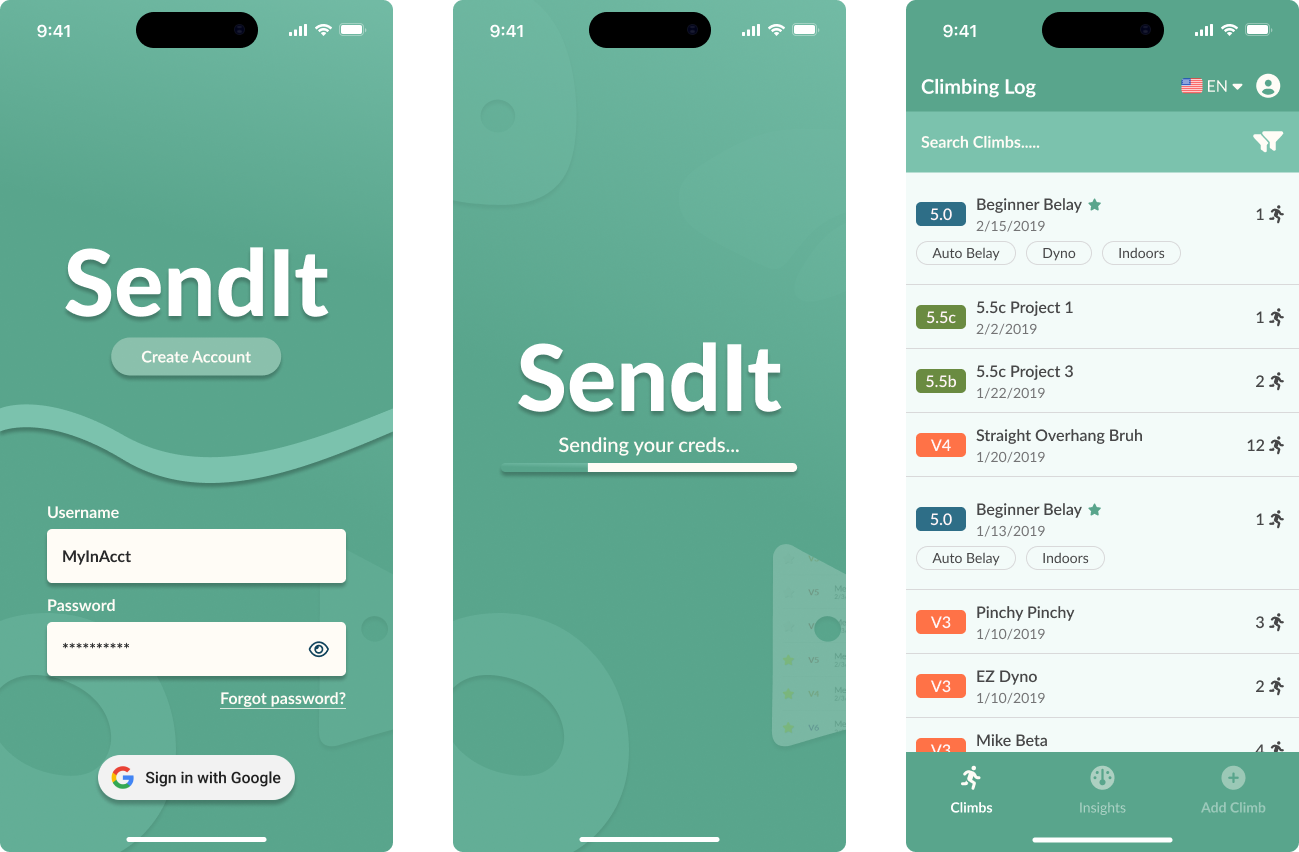 9:41
SendIt
Create Account
Username
MyInAcct
Password
**********
Forgot password?
Sign in with Google
9:41
SendIt
Sending your creds...
V5
V5
V4
V6
9:41
Climbing Log
EN
Search Climbs.....
5.0
Beginner Belay
1
2/15/2019
Auto Belay
Dyno
Indoors
5.5c
5.5c Project 1
1
2/2/2019
5.5b
5.5c Project 3
2
1/22/2019
V4
Straight Overhang Bruh
12
1/20/2019
5.0
Beginner Belay
1
1/13/2019
Auto Belay
Indoors
V3
Pinchy Pinchy
3
1/10/2019
V3
EZ Dyno
2
1/10/2019
V3
Mike Beta
4
Climbs
Insights
Add Climb